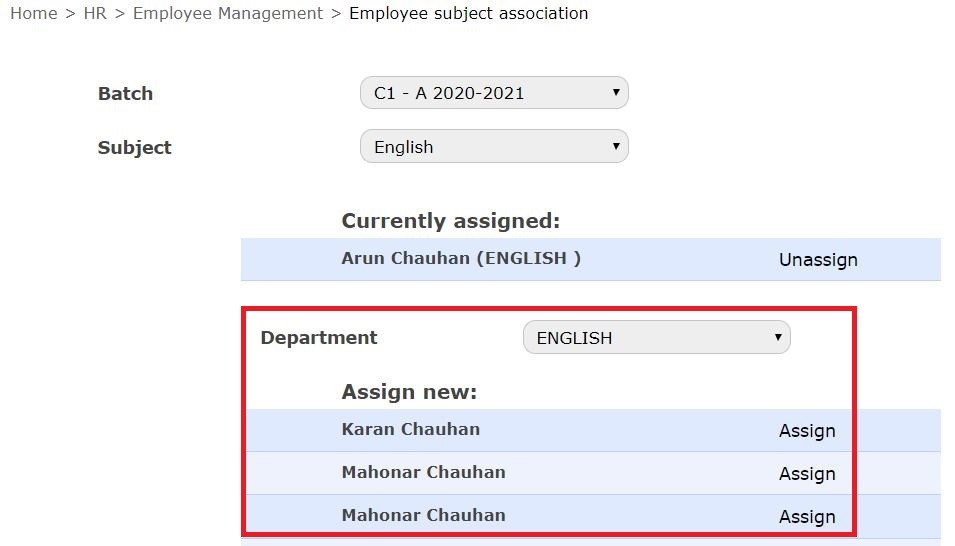 Home > HR > Employee Management > Employee subject association
Batch C1 - A 2020-2021
Subject English
Currently assigned:
Arun Chauhan (ENGLISH ) Unassign
Department ENGLISH
Assign new:
Karan Chauhan Assign
Mahonar Chauhan Assign
Mahonar Chauhan Assign